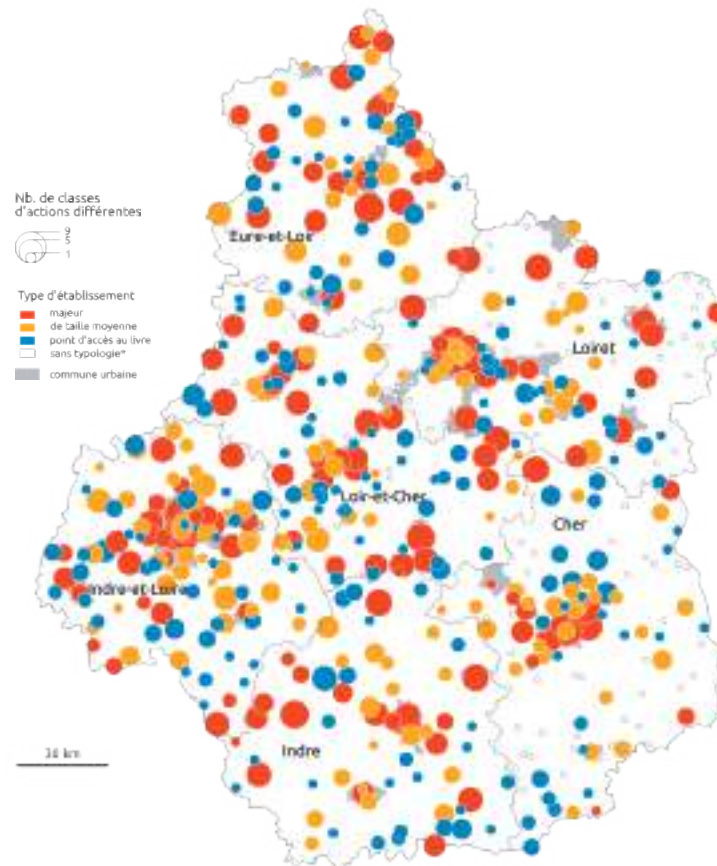 Nb. de classes
d'actions différentes
9
5
1
Type d'établissement
majeur
de taille moyenne
point d'accès au livre
sans typologie*
commune urbaine
Eure-et-Loir
Loiret
Loir-et-Cher
Cher
Indre-et-Loire
Indre
30 km